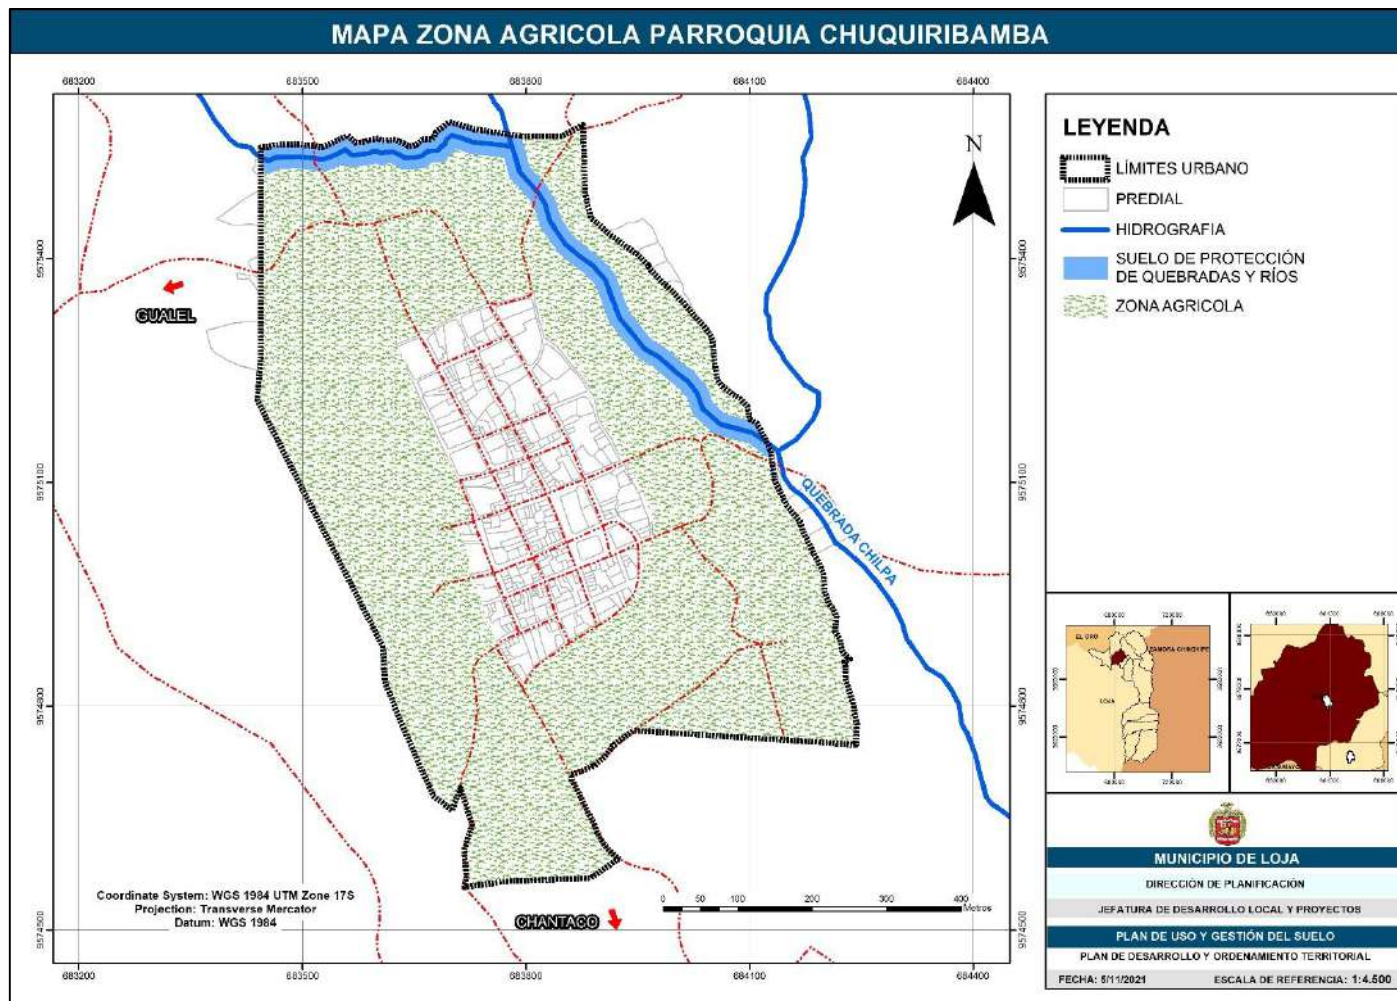 MAPA ZONA AGRICOLA PARROQUIA CHUQUIRIBAMBA
683200 683500 683800 684100 684400
9575400 9575400
9575100 9575100
9574800 9574800
9574500 9574500
683200 683500 683800 684100 684400
N
GUALEL
QUEBRADA CHILPA
CHANTACO
Coordinate System: WGS 1984 UTM Zone 17S
Projection: Transverse Mercator
Datum: WGS 1984
0 50 100 200 300 400
Metros
LEYENDA
LÍMITES URBANO
PREDIAL
HIDROGRAFIA
SUELO DE PROTECCIÓN
DE QUEBRADAS Y RÍOS
ZONA AGRICOLA
EL ORO
ZAMORA CHINCHIPE
LOJA
MUNICIPIO DE LOJA
DIRECCIÓN DE PLANIFICACIÓN
JEFATURA DE DESARROLLO LOCAL Y PROYECTOS
PLAN DE USO Y GESTIÓN DEL SUELO
PLAN DE DESARROLLO Y ORDENAMIENTO TERRITORIAL
FECHA: 5/11/2021 ESCALA DE REFERENCIA: 1:4.500